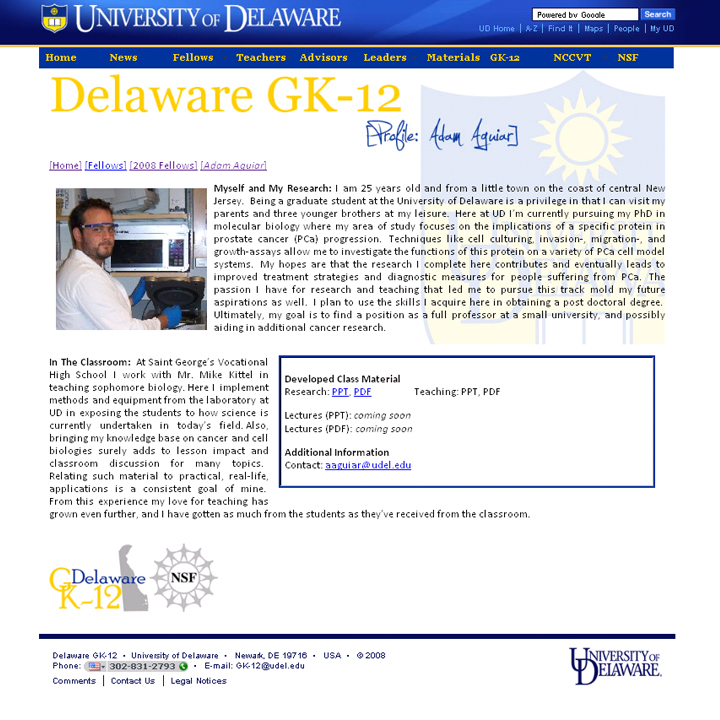 UNIVERSITY OF DELAWARE
Powered by Google Search
UD Home | A-Z | Find It | Maps | People | My UD
Home News Fellows Teachers Advisors Leaders Materials GK-12 NCCVT NSF
Delaware GK-12
[Profile: Adam Aguiar]
[Home] [Fellows] [2008 Fellows] [Adam Aguiar]
Myself and My Research: I am 25 years old and from a little town on the coast of central New
Jersey. Being a graduate student at the University of Delaware is a privilege in that I can visit my
parents and three younger brothers at my leisure. Here at UD I'm currently pursuing my PhD in
molecular biology where my area of study focuses on the implications of a specific protein in
prostate cancer (PCa) progression. Techniques like cell culturing, invasion-, migration-, and
growth-assays allow me to investigate the functions of this protein on a variety of PCa cell model
systems. My hopes are that the research I complete here contributes and eventually leads to
improved treatment strategies and diagnostic measures for people suffering from PCa. The
passion I have for research and teaching that led me to pursue this track mold my future
aspirations as well. I plan to use the skills I acquire here in obtaining a post doctoral degree.
Ultimately, my goal is to find a position as a full professor at a small university, and possibly
aiding in additional cancer research.
In The Classroom: At Saint George's Vocational
High School I work with Mr. Mike Kittel in
teaching sophomore biology. Here I implement
methods and equipment from the laboratory at
UD in exposing the students to how science is
currently undertaken in today's field. Also,
bringing my knowledge base on cancer and cell
biologies surely adds to lesson impact and
classroom discussion for many topics.
Relating such material to practical, real-life,
applications is a consistent goal of mine.
From this experience my love for teaching has
grown even further, and I have gotten as much from the students as they've received from the classroom.
Developed Class Material
Research: PPT, PDF Teaching: PPT, PDF
Lectures (PPT): coming soon
Lectures (PDF): coming soon
Additional Information
Contact: aaguiar@udel.edu
Delaware GK-12
NSF
Delaware GK-12 • University of Delaware • Newark, DE 19716 • USA • © 2008
Phone: 302-831-2793 • E-mail: GK-12@udel.edu
Comments | Contact Us | Legal Notices
UNIVERSITY OF DELAWARE.